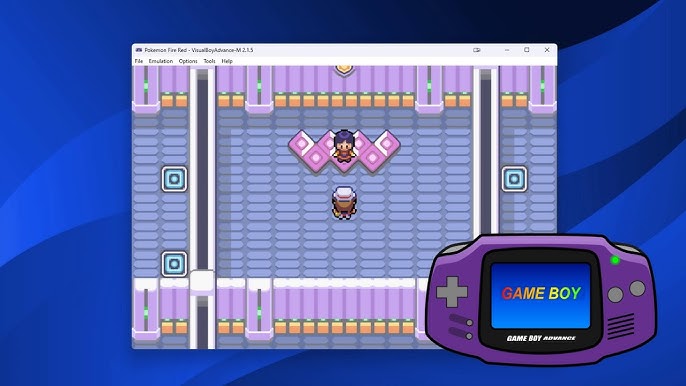 Pokemon Fire Red - VisualBoyAdvance-M 2.1.5
File Emulation Options Tools Help
GAME BOY
GAME BOY ADVANCE